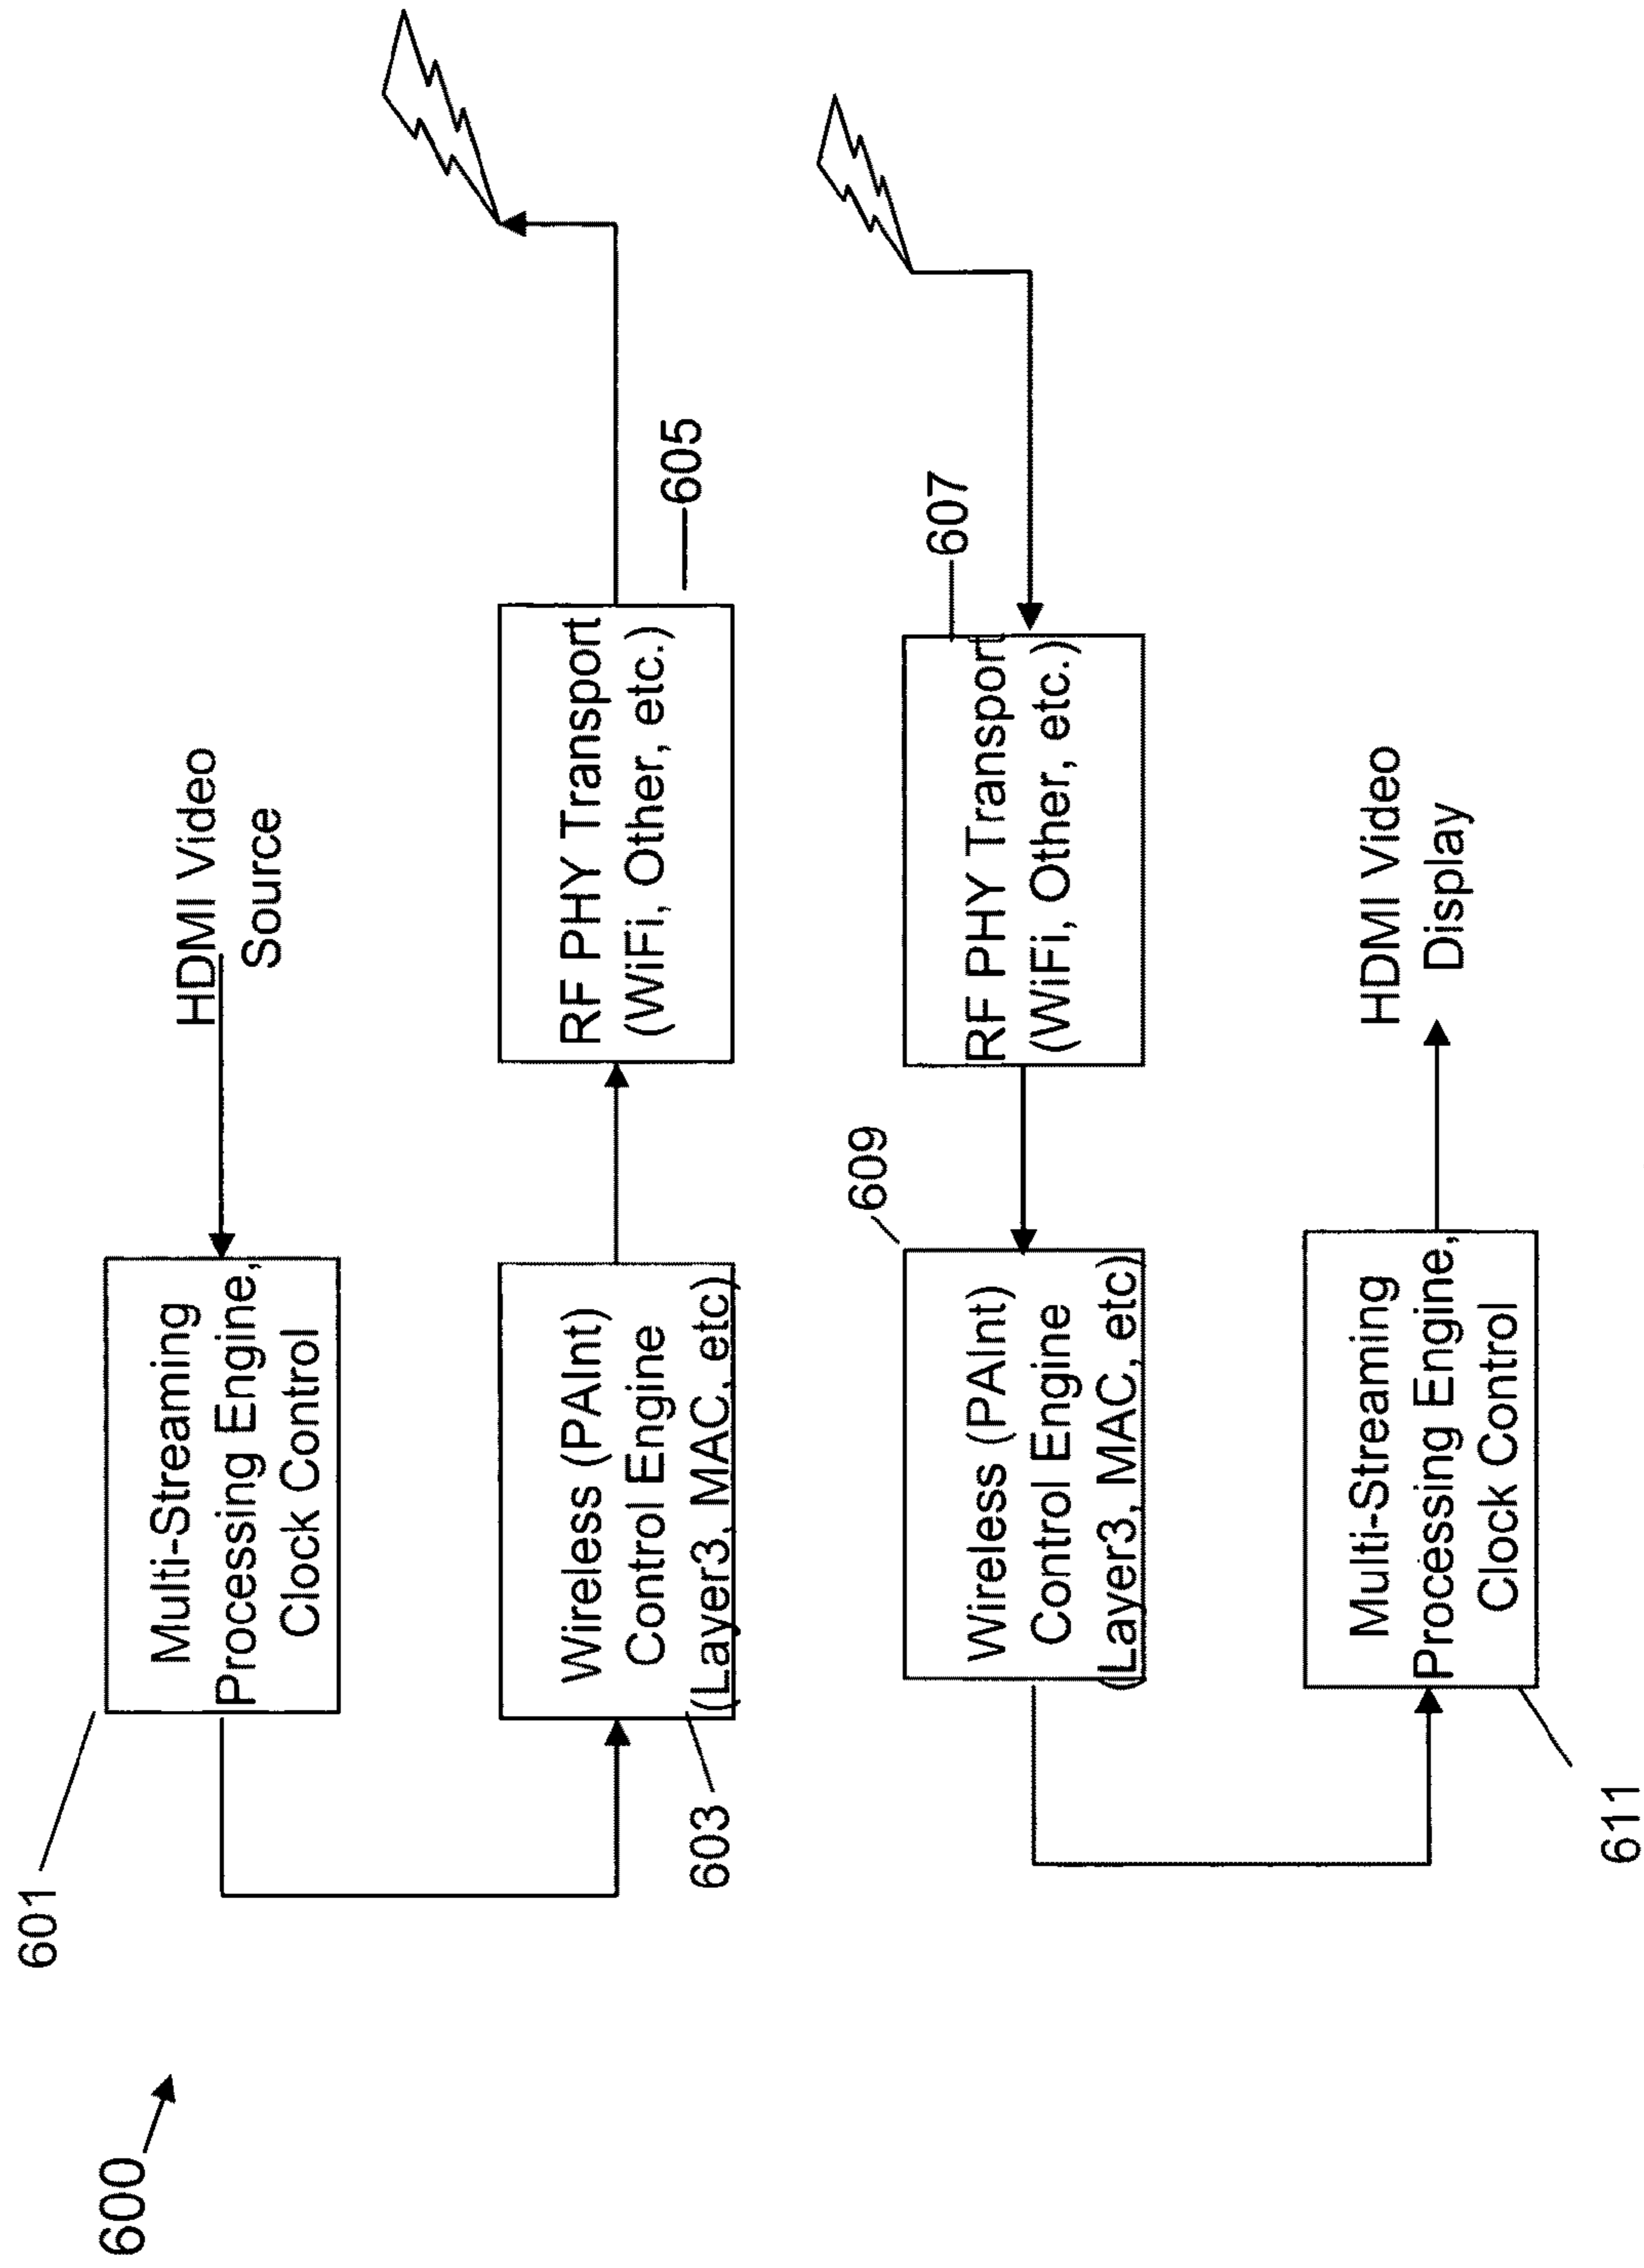 600
601
Multi-Streaming
Processing Engine,
Clock Control
HDMI Video
Source
Wireless (PAInt)
Control Engine
(Layer3, MAC, etc)
603
RF PHY Transport
(WiFi, Other, etc.)
605
609
Wireless (PAInt)
Control Engine
(Layer3, MAC, etc)
607
RF PHY Transport
(WiFi, Other, etc.)
Multi-Streaming
Processing Engine,
Clock Control
611
HDMI Video
Display